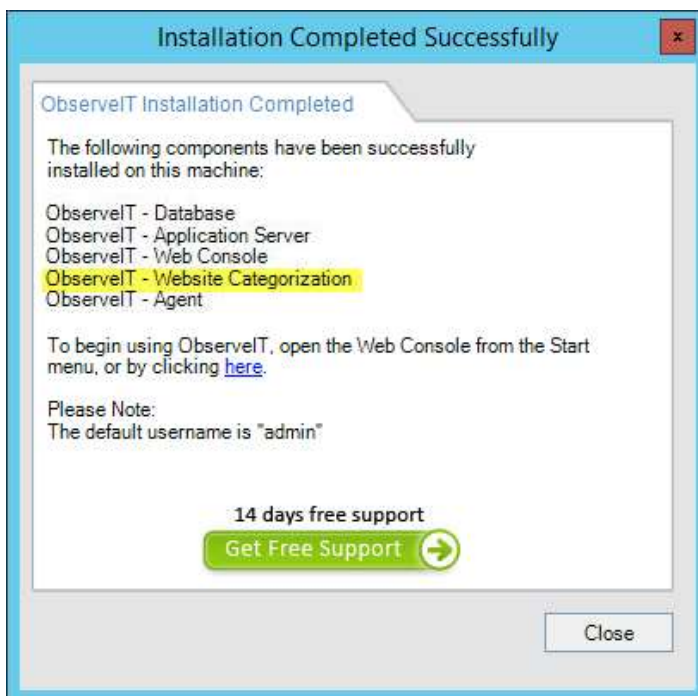 Installation Completed Successfully
x
ObserveIT Installation Completed
The following components have been successfully
installed on this machine:
ObserveIT - Database
ObserveIT - Application Server
ObserveIT - Web Console
ObserveIT - Website Categorization
ObserveIT - Agent
To begin using ObserveIT, open the Web Console from the Start
menu, or by clicking here.
Please Note:
The default username is "admin"
14 days free support
Get Free Support
Close